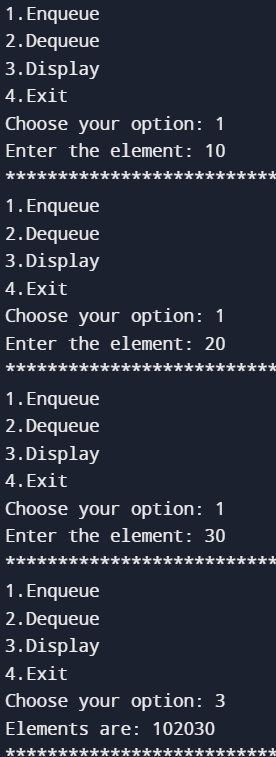 1.Enqueue
2.Dequeue
3.Display
4.Exit
Choose your option: 1
Enter the element: 10
**************************
1.Enqueue
2.Dequeue
3.Display
4.Exit
Choose your option: 1
Enter the element: 20
**************************
1.Enqueue
2.Dequeue
3.Display
4.Exit
Choose your option: 1
Enter the element: 30
**************************
1.Enqueue
2.Dequeue
3.Display
4.Exit
Choose your option: 3
Elements are: 102030
**************************